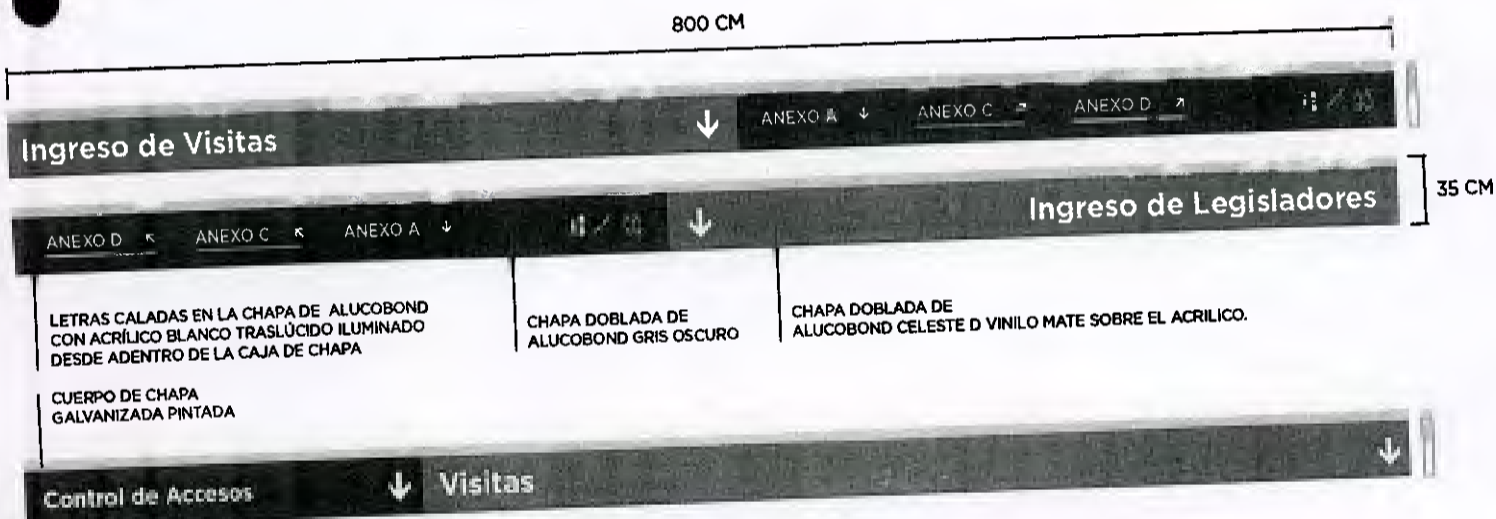 800 CM
Ingreso de Visitas ↓ ANEXO A ↓ ANEXO C ↗ ANEXO D ↗
35 CM
ANEXO D ↖ ANEXO C ↖ ANEXO A ↓ ↓ Ingreso de Legisladores
LETRAS CALADAS EN LA CHAPA DE ALUCOBOND
CON ACRÍLICO BLANCO TRASLÚCIDO ILUMINADO
DESDE ADENTRO DE LA CAJA DE CHAPA
CHAPA DOBLADA DE
ALUCOBOND GRIS OSCURO
CHAPA DOBLADA DE
ALUCOBOND CELESTE D VINILO MATE SOBRE EL ACRILICO.
CUERPO DE CHAPA
GALVANIZADA PINTADA
Control de Accesos ↓ Visitas ↓